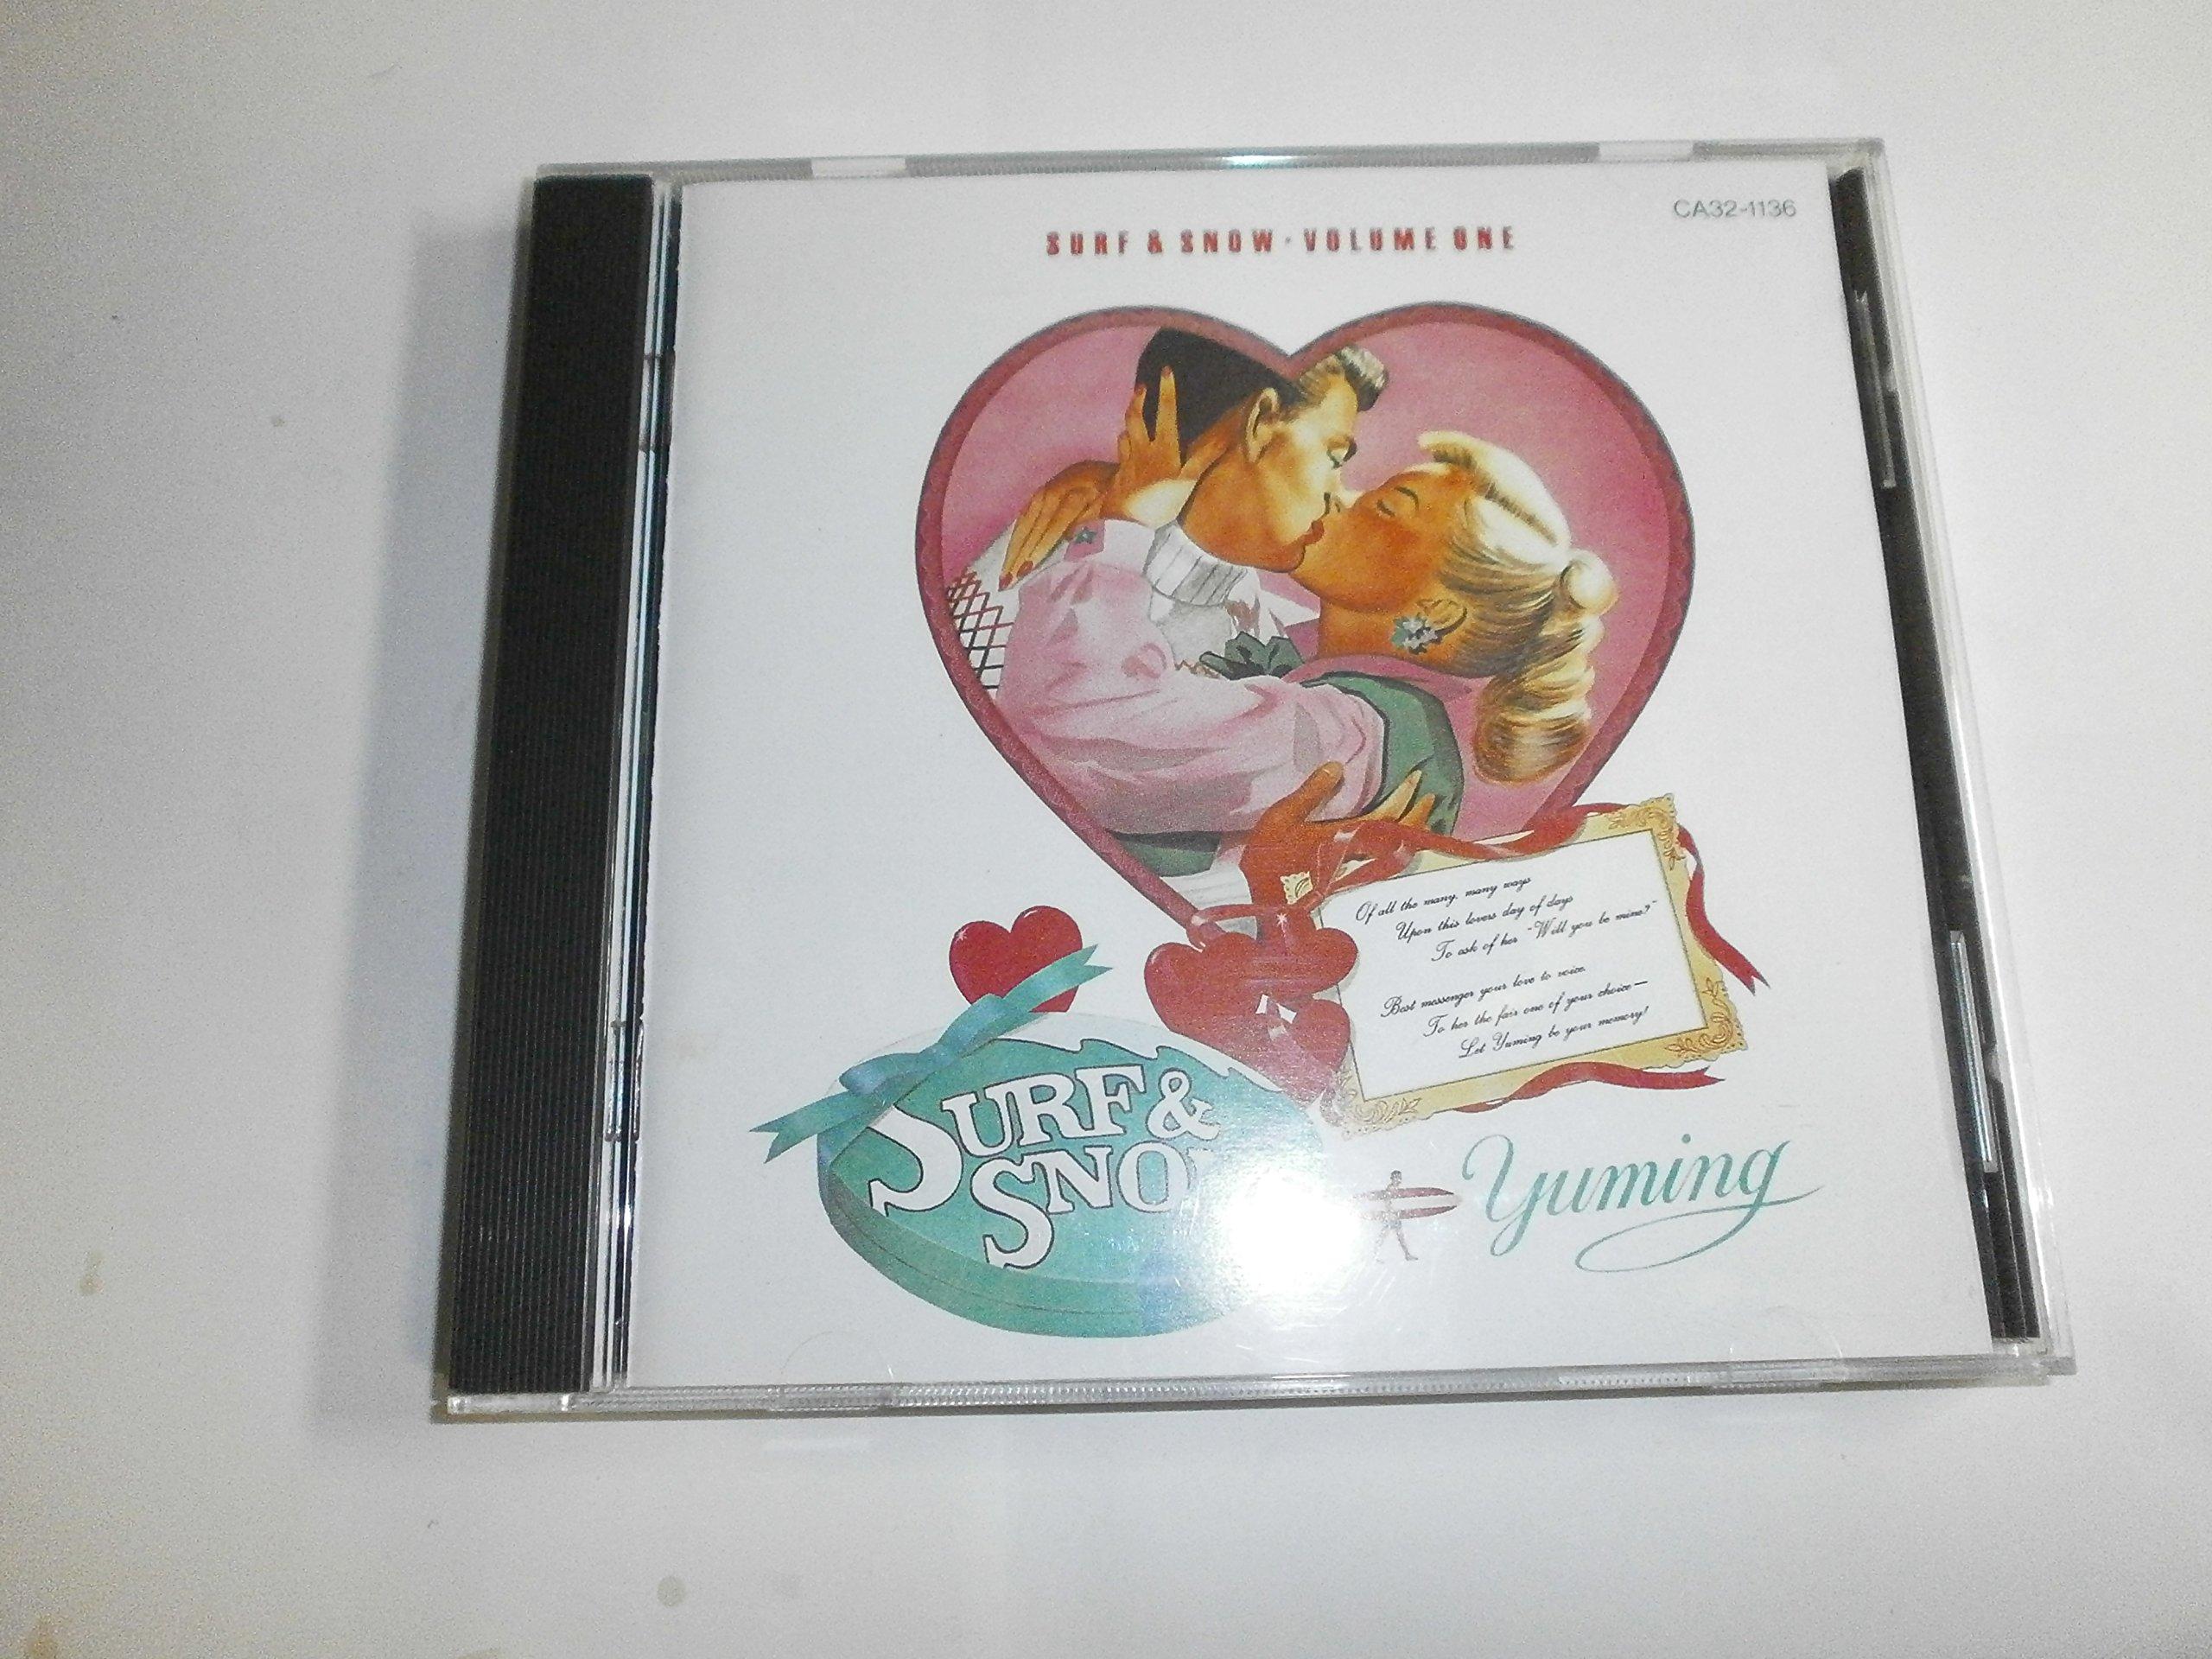 CA32-1136
SURF & SNOW · VOLUME ONE
Of all the many, many ways
Upon this lovers day of days
To ask of her "Will you be mine?"
Best messenger your love to voice
To her the fair one of your choice—
Let Yuming be your memory!
SURF &
SNO
Yuming